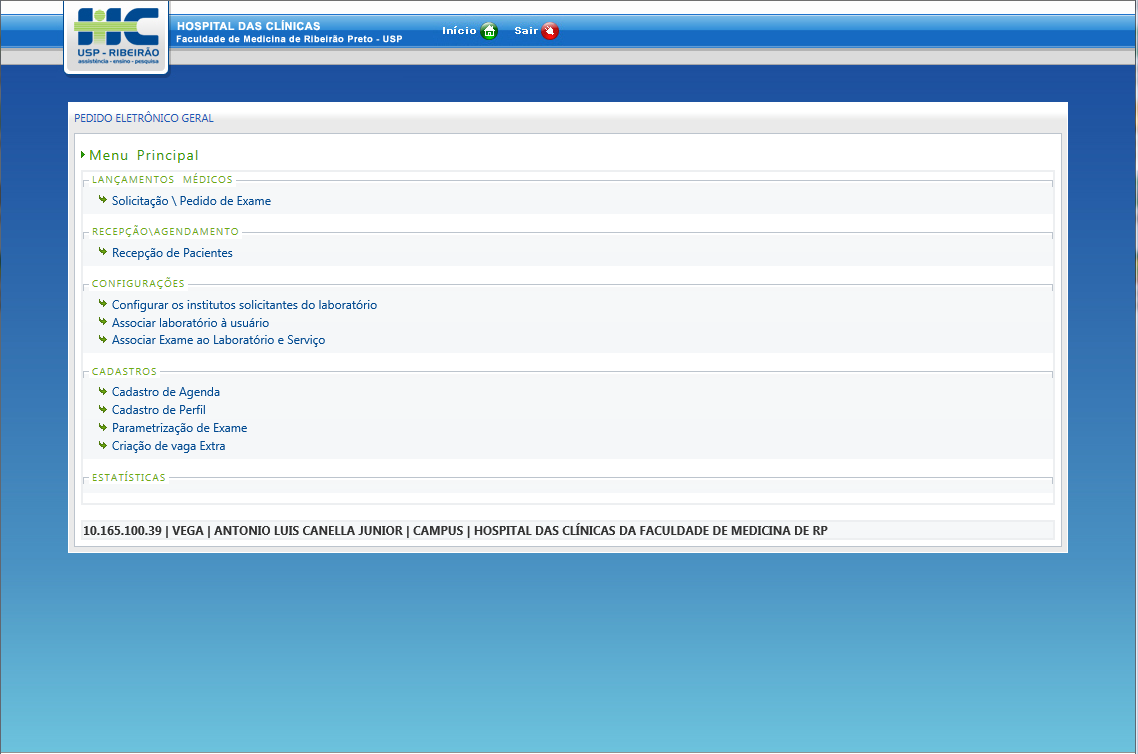 HC
USP - RIBEIRÃO
assistência - ensino - pesquisa
HOSPITAL DAS CLÍNICAS
Faculdade de Medicina de Ribeirão Preto - USP
Início
Sair
PEDIDO ELETRÔNICO GERAL
Menu Principal
LANÇAMENTOS MÉDICOS
Solicitação \ Pedido de Exame
RECEPÇÃO\AGENDAMENTO
Recepção de Pacientes
CONFIGURAÇÕES
Configurar os institutos solicitantes do laboratório
Associar laboratório à usuário
Associar Exame ao Laboratório e Serviço
CADASTROS
Cadastro de Agenda
Cadastro de Perfil
Parametrização de Exame
Criação de vaga Extra
ESTATÍSTICAS
10.165.100.39 | VEGA | ANTONIO LUIS CANELLA JUNIOR | CAMPUS | HOSPITAL DAS CLÍNICAS DA FACULDADE DE MEDICINA DE RP